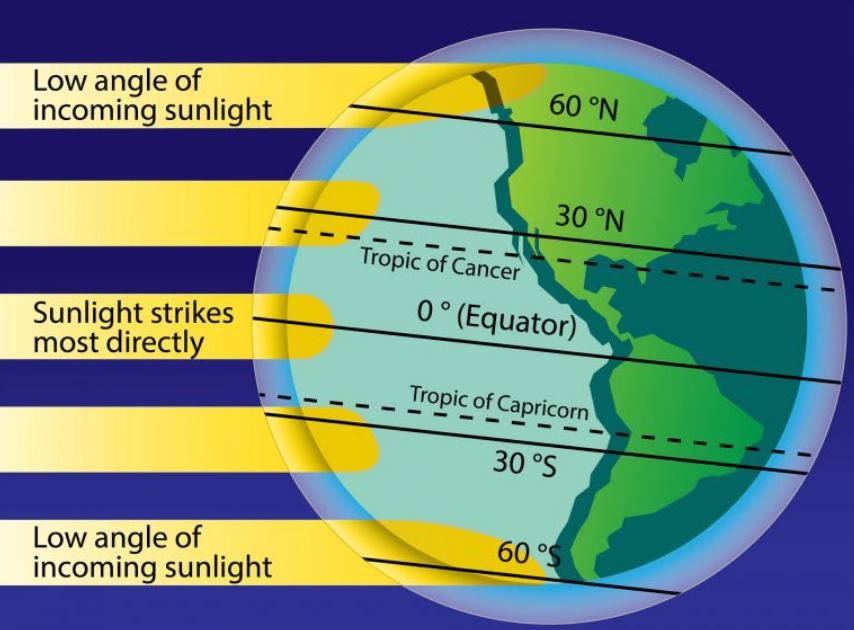 Low angle of
incoming sunlight
60 °N
30 °N
Tropic of Cancer
Sunlight strikes
most directly
0 ° (Equator)
Tropic of Capricorn
30 °S
Low angle of
incoming sunlight
60 °S